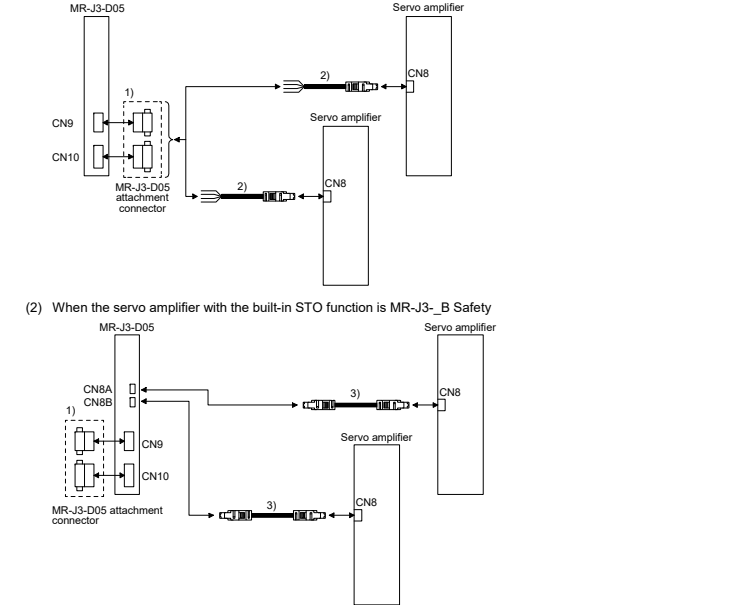 MR-J3-D05
Servo amplifier
2)
CN8
1)
Servo amplifier
CN9
CN10
2)
CN8
MR-J3-D05
attachment
connector
(2) When the servo amplifier with the built-in STO function is MR-J3-_B Safety
MR-J3-D05
Servo amplifier
CN8A
CN8B
3)
CN8
1)
Servo amplifier
CN9
CN10
3)
CN8
MR-J3-D05 attachment
connector